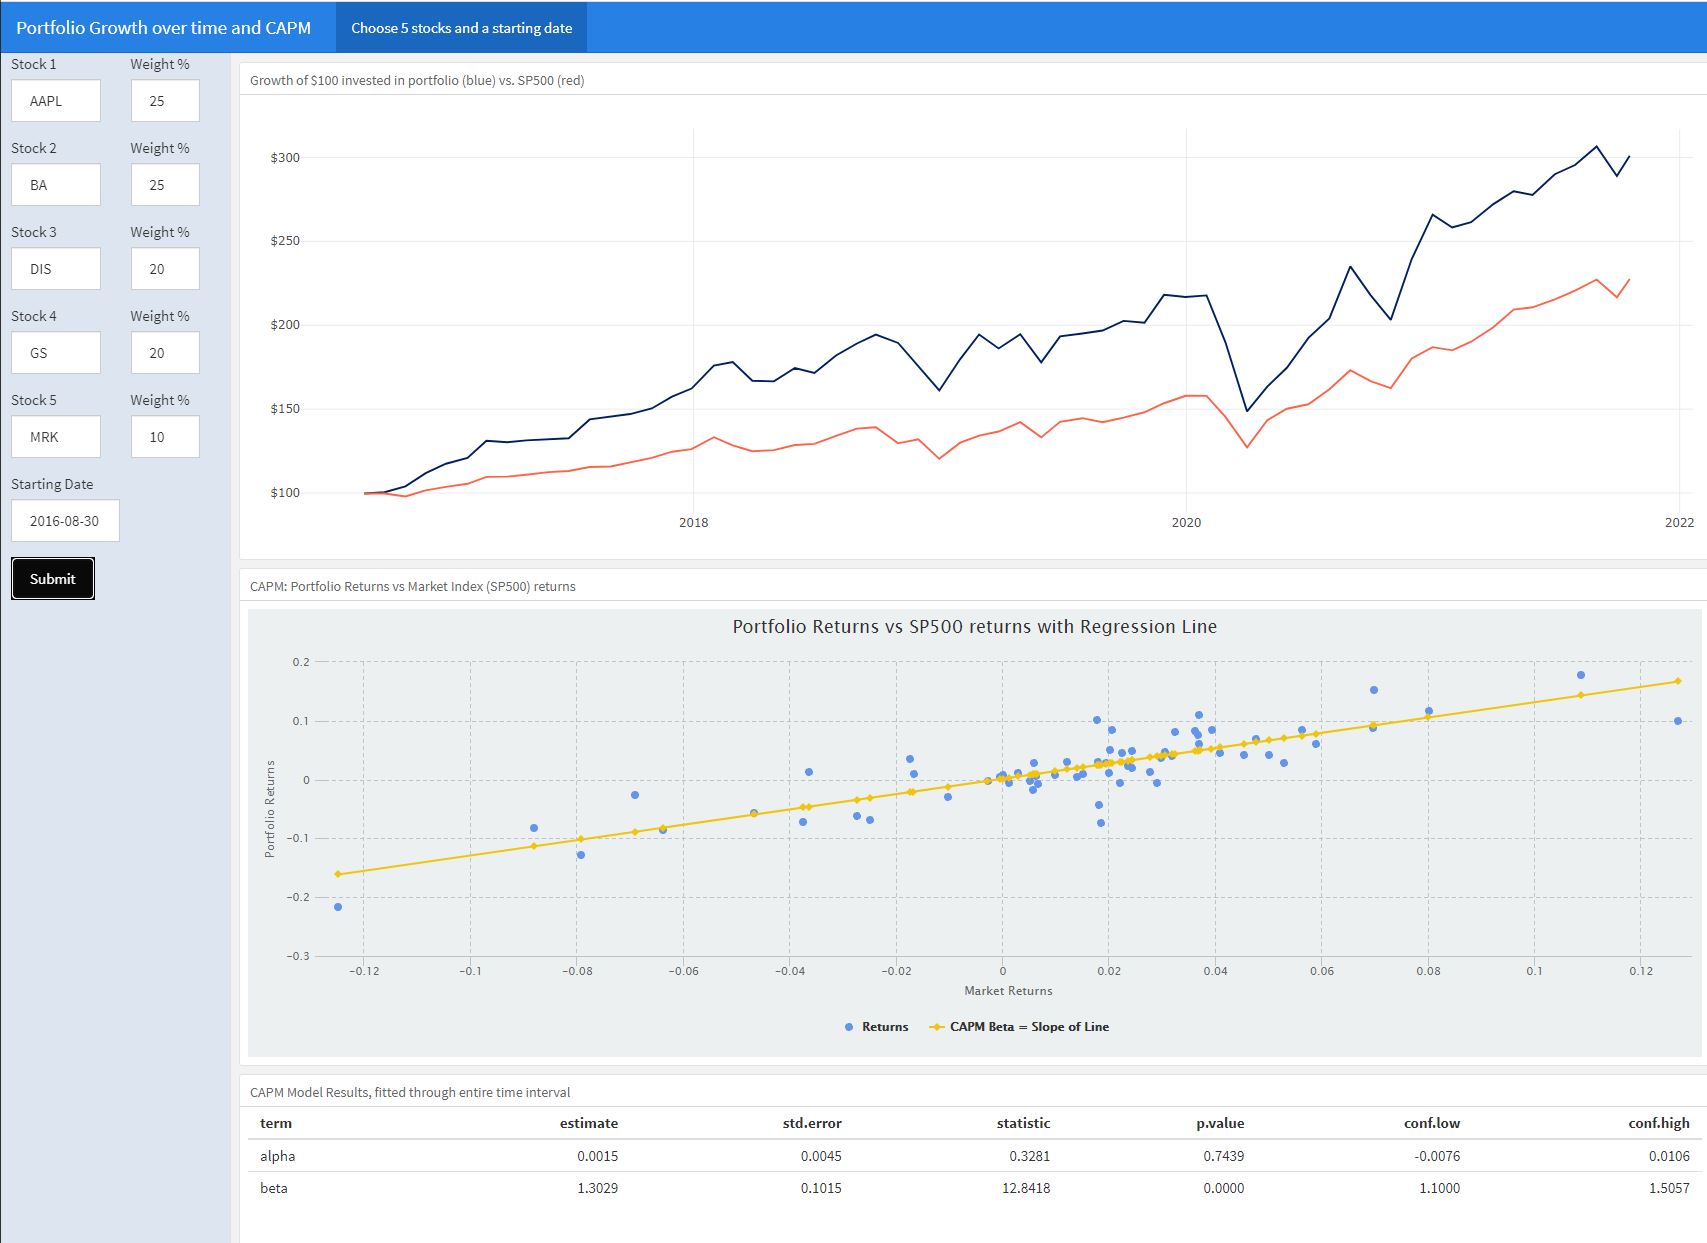 Portfolio Growth over time and CAPM
Choose 5 stocks and a starting date
Stock 1 Weight %
AAPL 25
Stock 2 Weight %
BA 25
Stock 3 Weight %
DIS 20
Stock 4 Weight %
GS 20
Stock 5 Weight %
MRK 10
Starting Date
2016-08-30
Submit
Growth of $100 invested in portfolio (blue) vs. SP500 (red)
$300
$250
$200
$150
$100
2018 2020 2022
CAPM: Portfolio Returns vs Market Index (SP500) returns
Portfolio Returns vs SP500 returns with Regression Line
Portfolio Returns
0.2
0.1
0
−0.1
−0.2
−0.3
−0.12 −0.1 −0.08 −0.06 −0.04 −0.02 0 0.02 0.04 0.06 0.08 0.1 0.12
Market Returns
Returns CAPM Beta = Slope of Line
CAPM Model Results, fitted through entire time interval
term estimate std.error statistic p.value conf.low conf.high
alpha 0.0015 0.0045 0.3281 0.7439 -0.0076 0.0106
beta 1.3029 0.1015 12.8418 0.0000 1.1000 1.5057